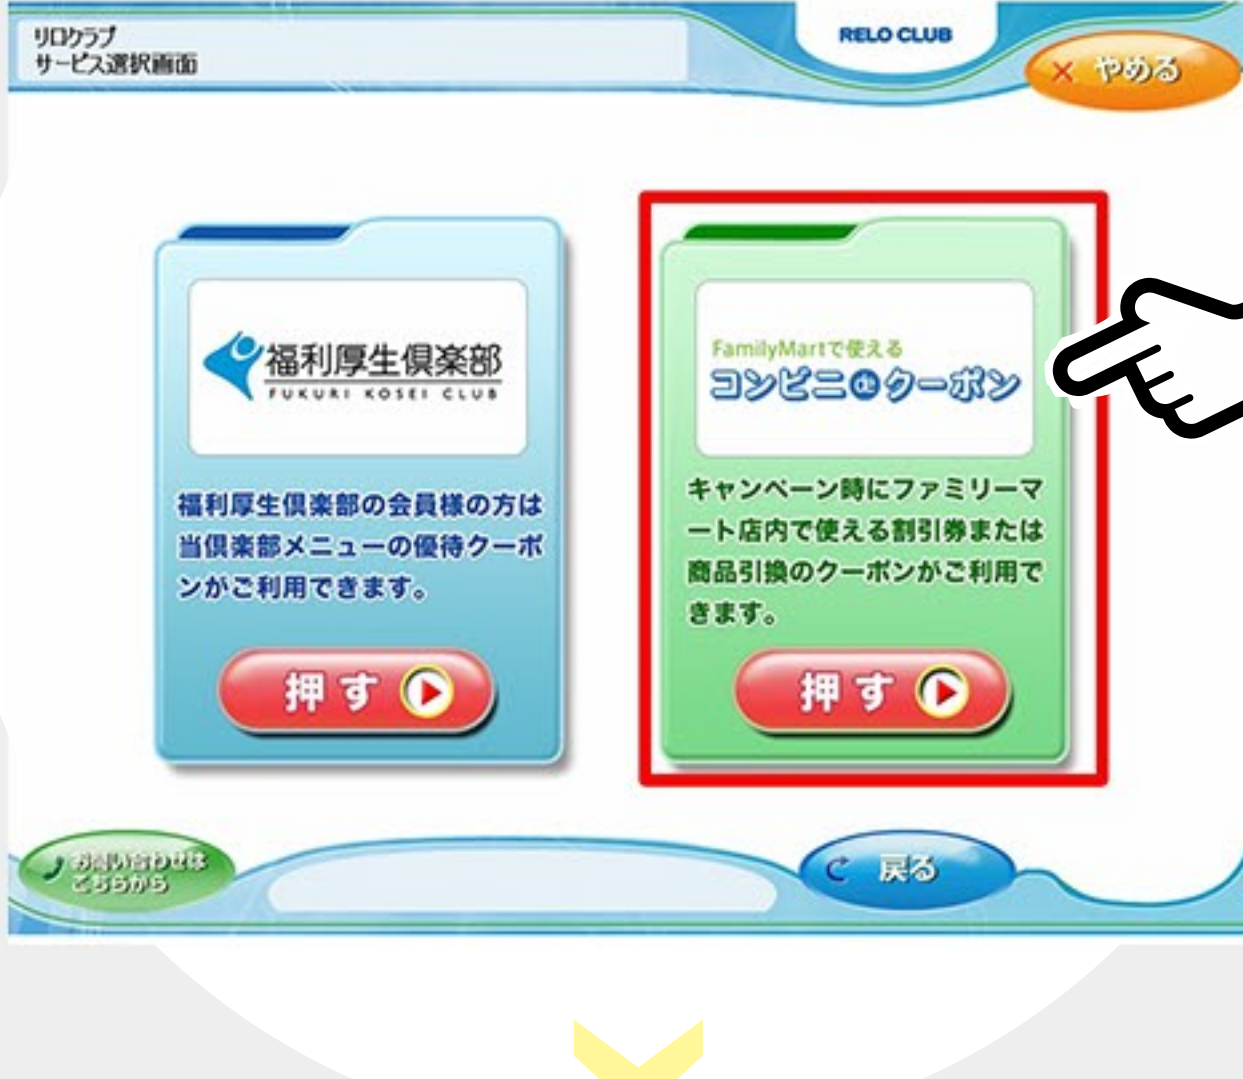 リロクラブ
サービス選択画面
RELO CLUB
× やめる
福利厚生倶楽部
FUKURI KOSEI CLUB
福利厚生倶楽部の会員様の方は
当倶楽部メニューの優待クーポ
ンがご利用できます。
押す
FamilyMartで使える
コンビニdeクーポン
キャンペーン時にファミリーマ
ート店内で使える割引券または
商品引換のクーポンがご利用で
きます。
押す
お問い合わせは
こちらから
戻る